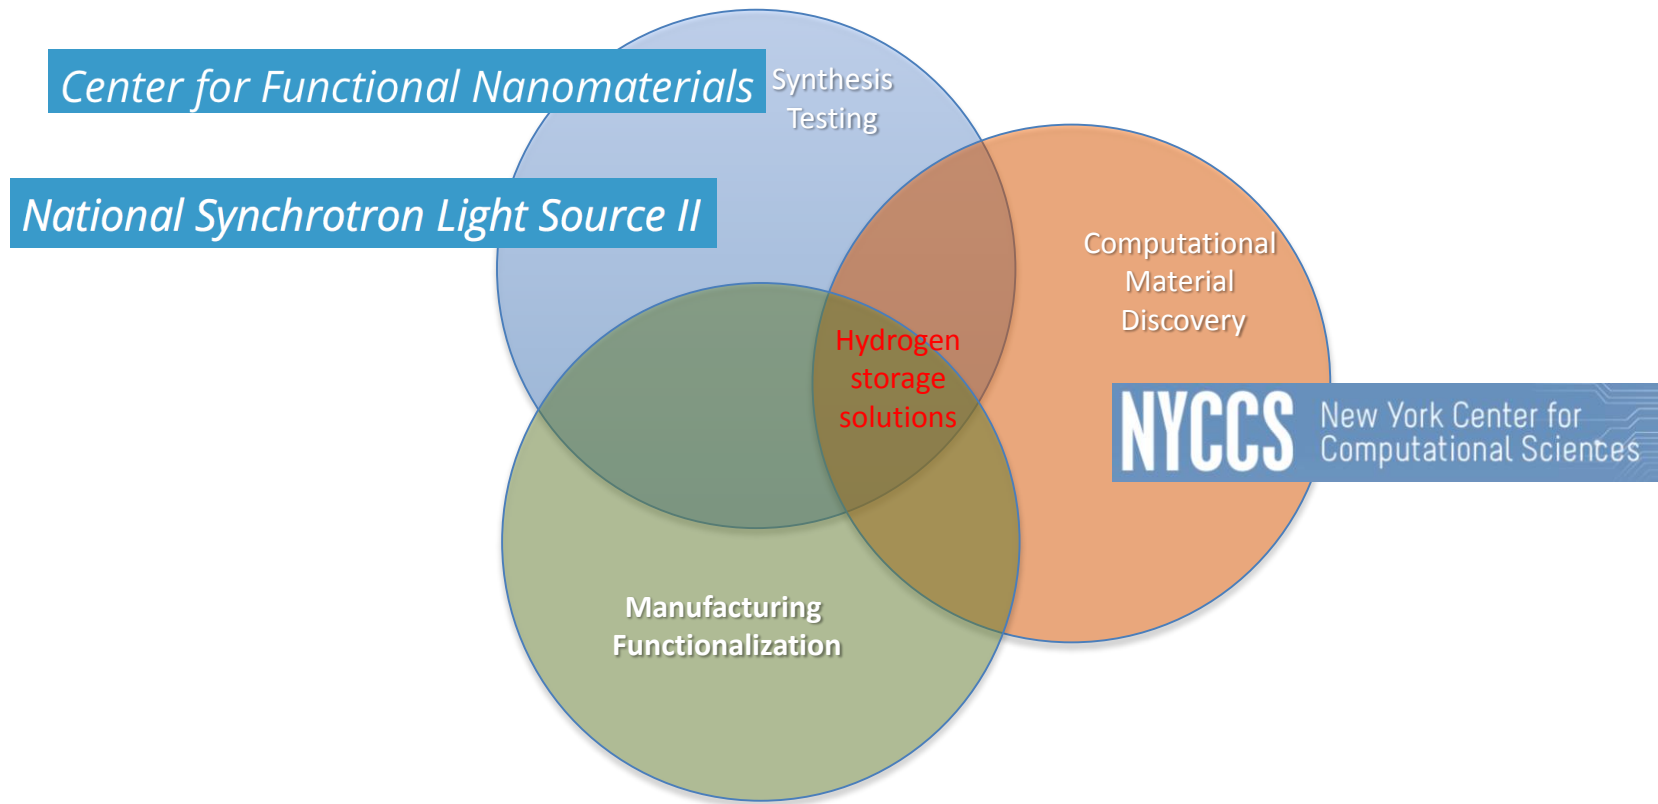 Center for Functional Nanomaterials
Synthesis
Testing
National Synchrotron Light Source II
Computational
Material
Discovery
Hydrogen
storage
solutions
NYCCS
New York Center for
Computational Sciences
Manufacturing
Functionalization